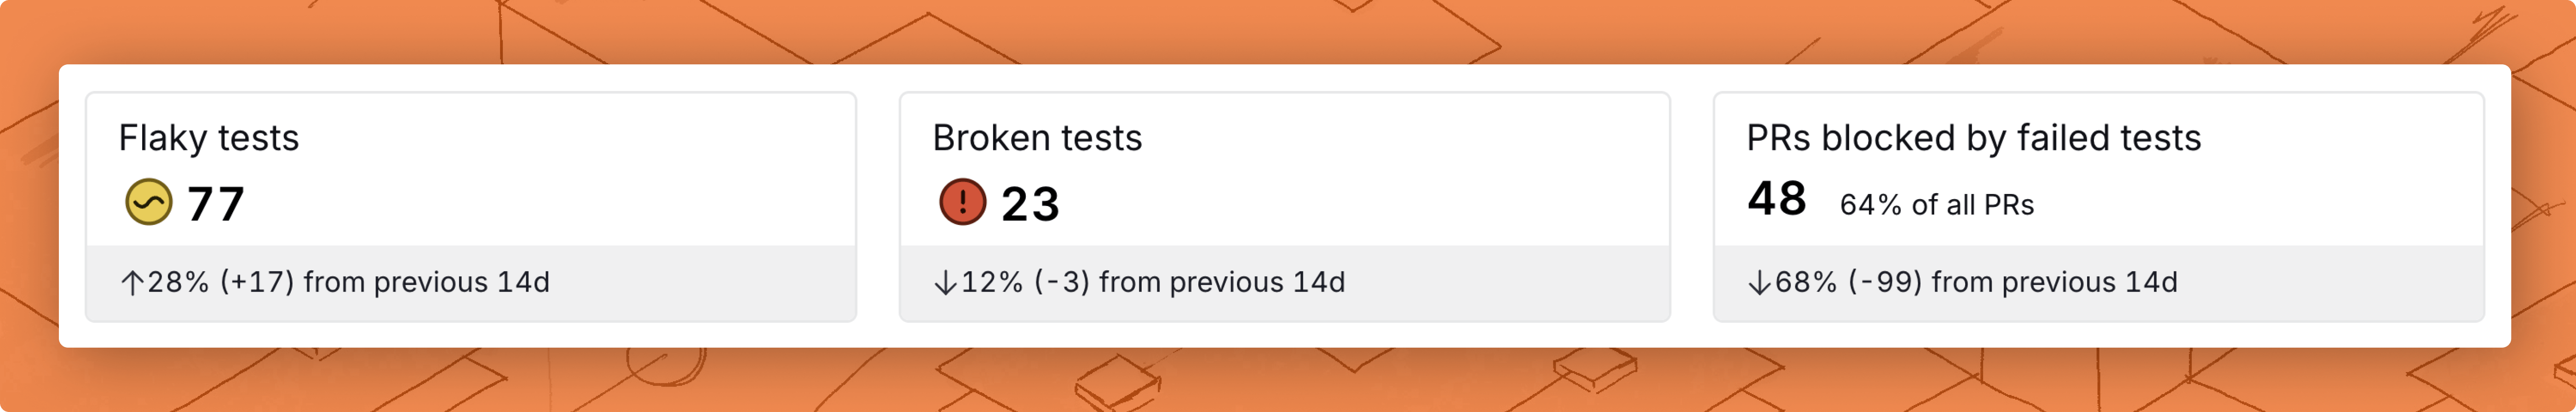 Flaky tests
77
↑28% (+17) from previous 14d
Broken tests
23
↓12% (-3) from previous 14d
PRs blocked by failed tests
48 64% of all PRs
↓68% (-99) from previous 14d